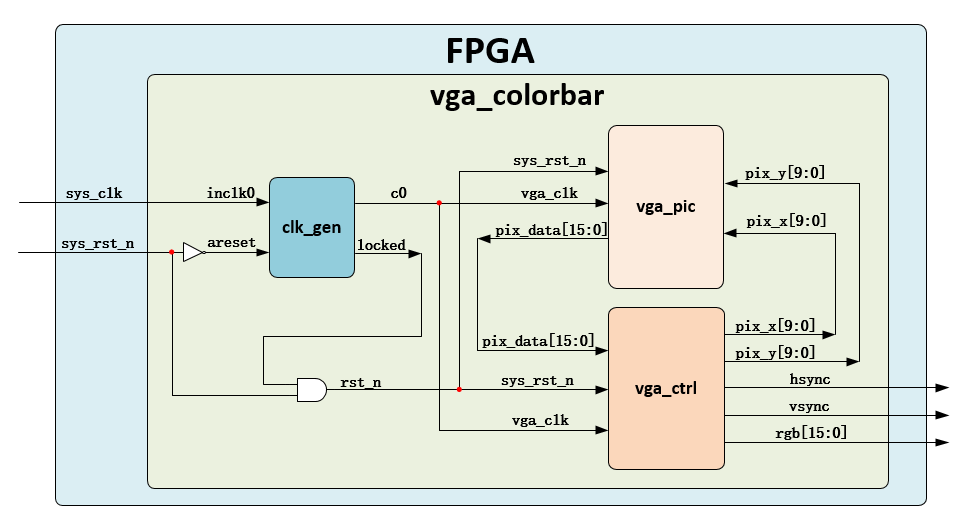 FPGA
vga_colorbar
sys_clk
inclk0
clk_gen
c0
sys_rst_n
areset
locked
sys_rst_n
vga_clk
pix_data[15:0]
vga_pic
pix_y[9:0]
pix_x[9:0]
rst_n
pix_data[15:0]
sys_rst_n
vga_clk
vga_ctrl
pix_x[9:0]
pix_y[9:0]
hsync
vsync
rgb[15:0]